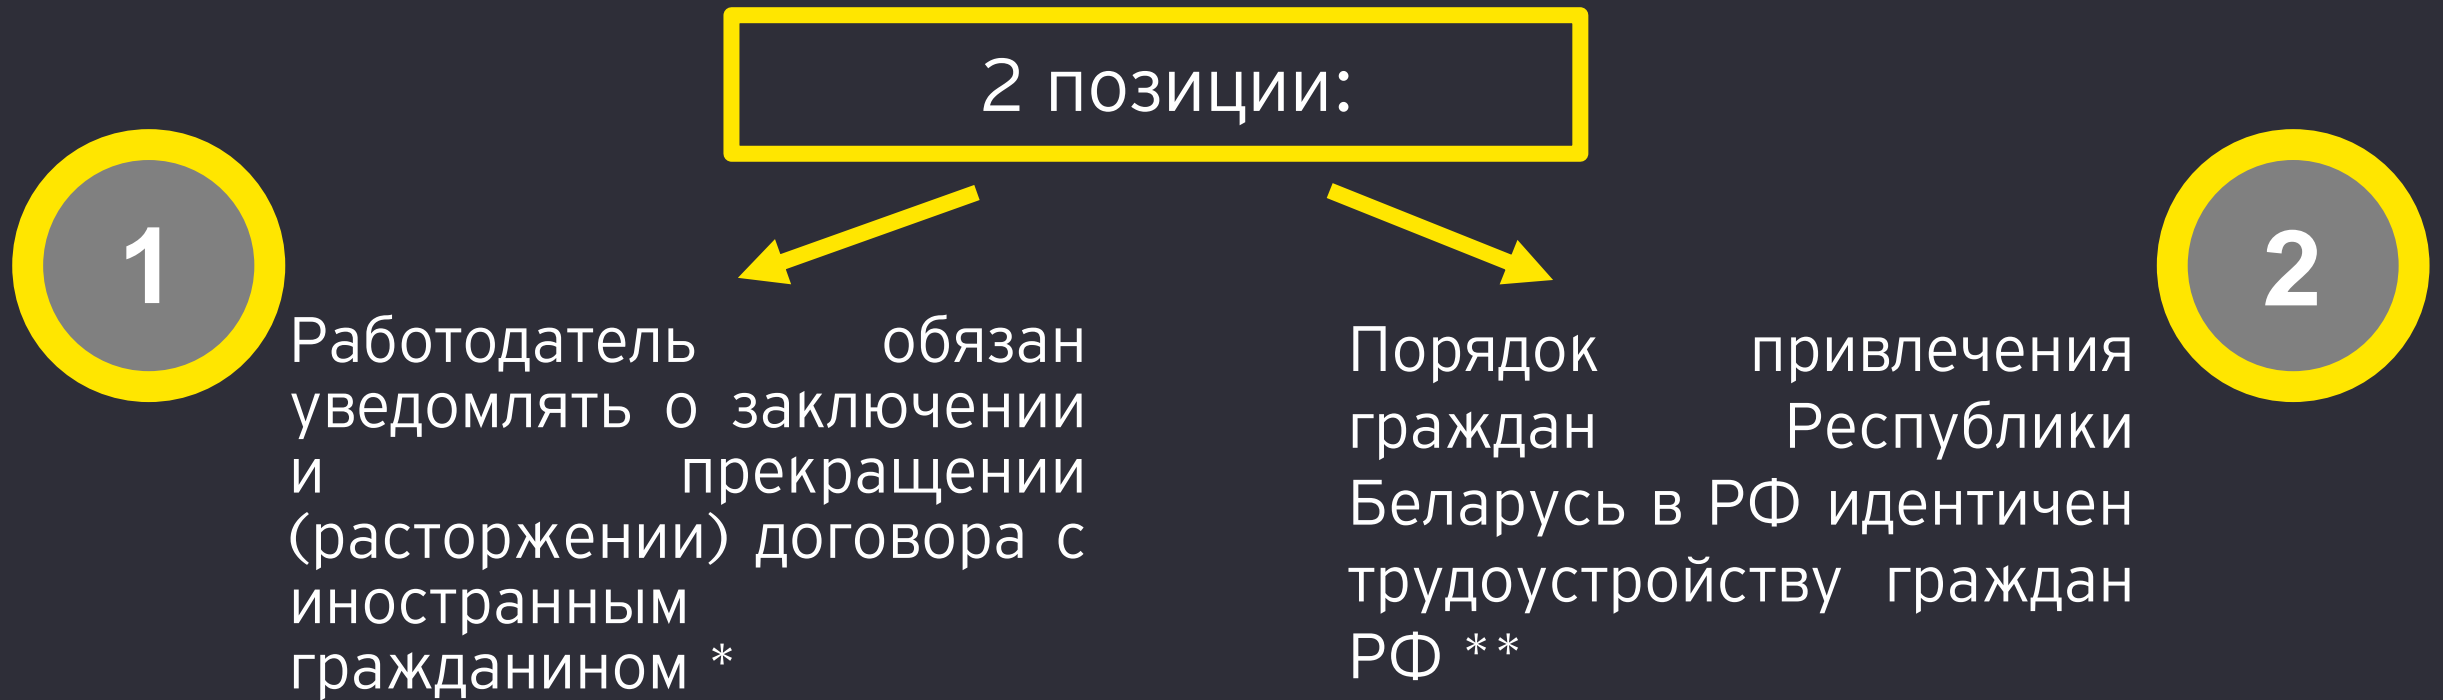 2 позиции:
1
Работодатель обязан
уведомлять о заключении
и прекращении
(расторжении) договора с
иностранным
гражданином *
2
Порядок привлечения
граждан Республики
Беларусь в РФ идентичен
трудоустройству граждан
РФ **